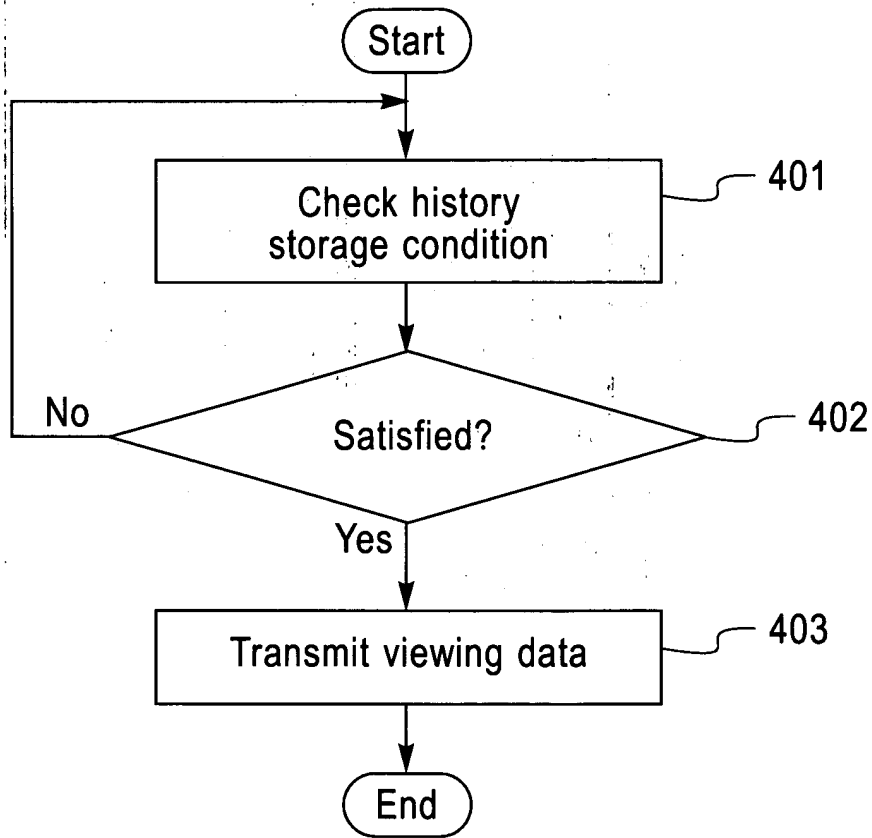 Start
Check history
storage condition
401
Satisfied?
402
No
Yes
Transmit viewing data
403
End